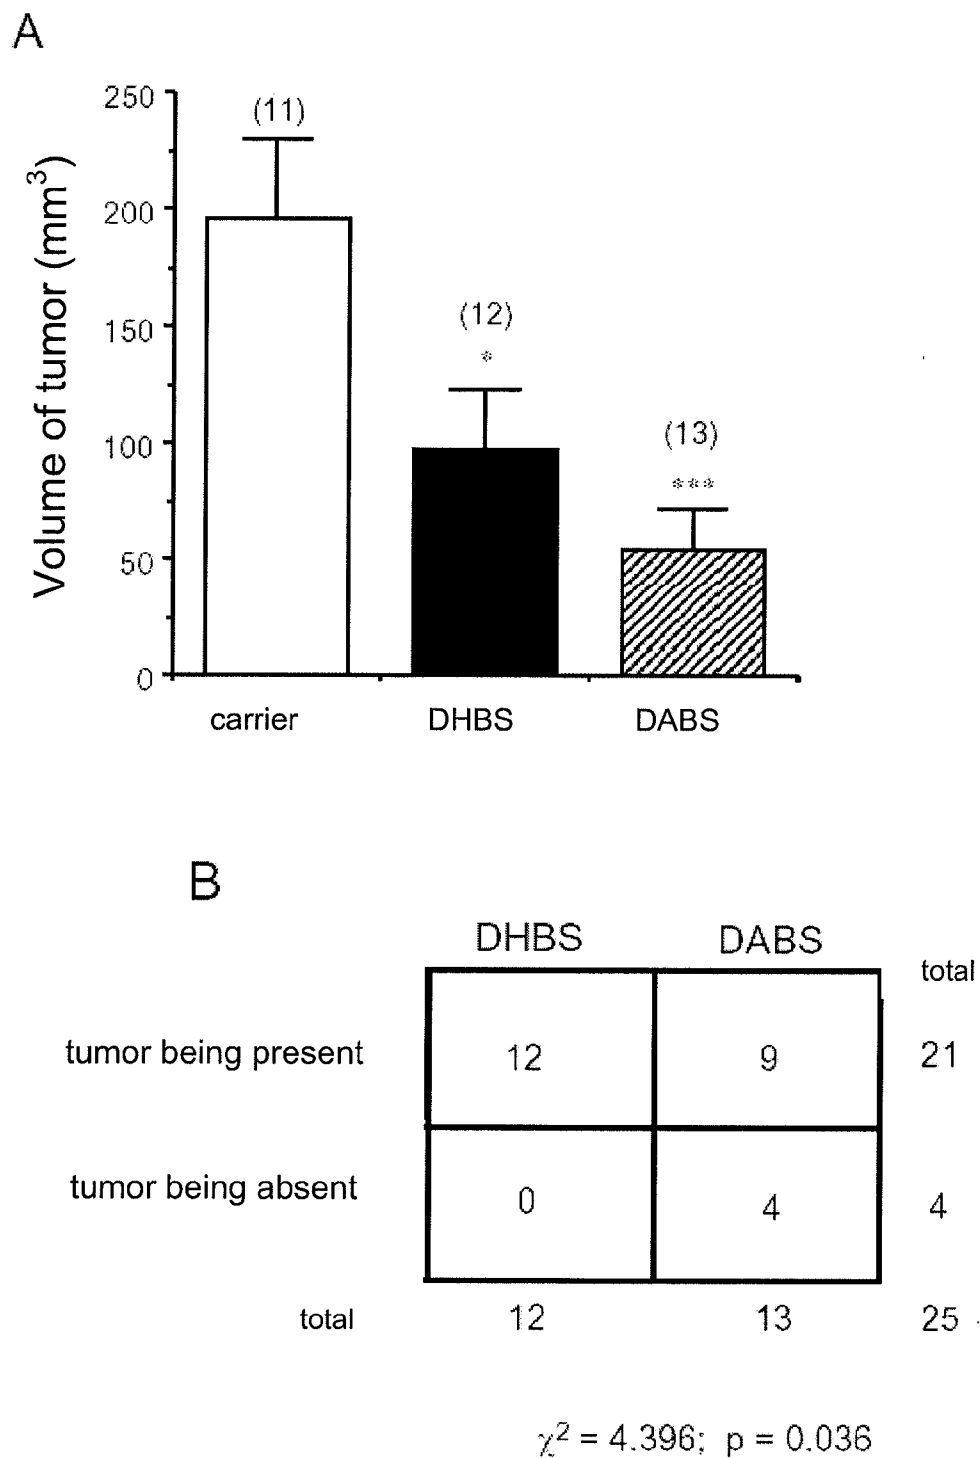 A
Volume of tumor (mm³)
250
200
150
100
50
0
(11)
(12)
*
(13)
***
carrier DHBS DABS
B
DHBS DABS total
tumor being present 12 9 21
tumor being absent 0 4 4
total 12 13 25
χ² = 4.396; p = 0.036